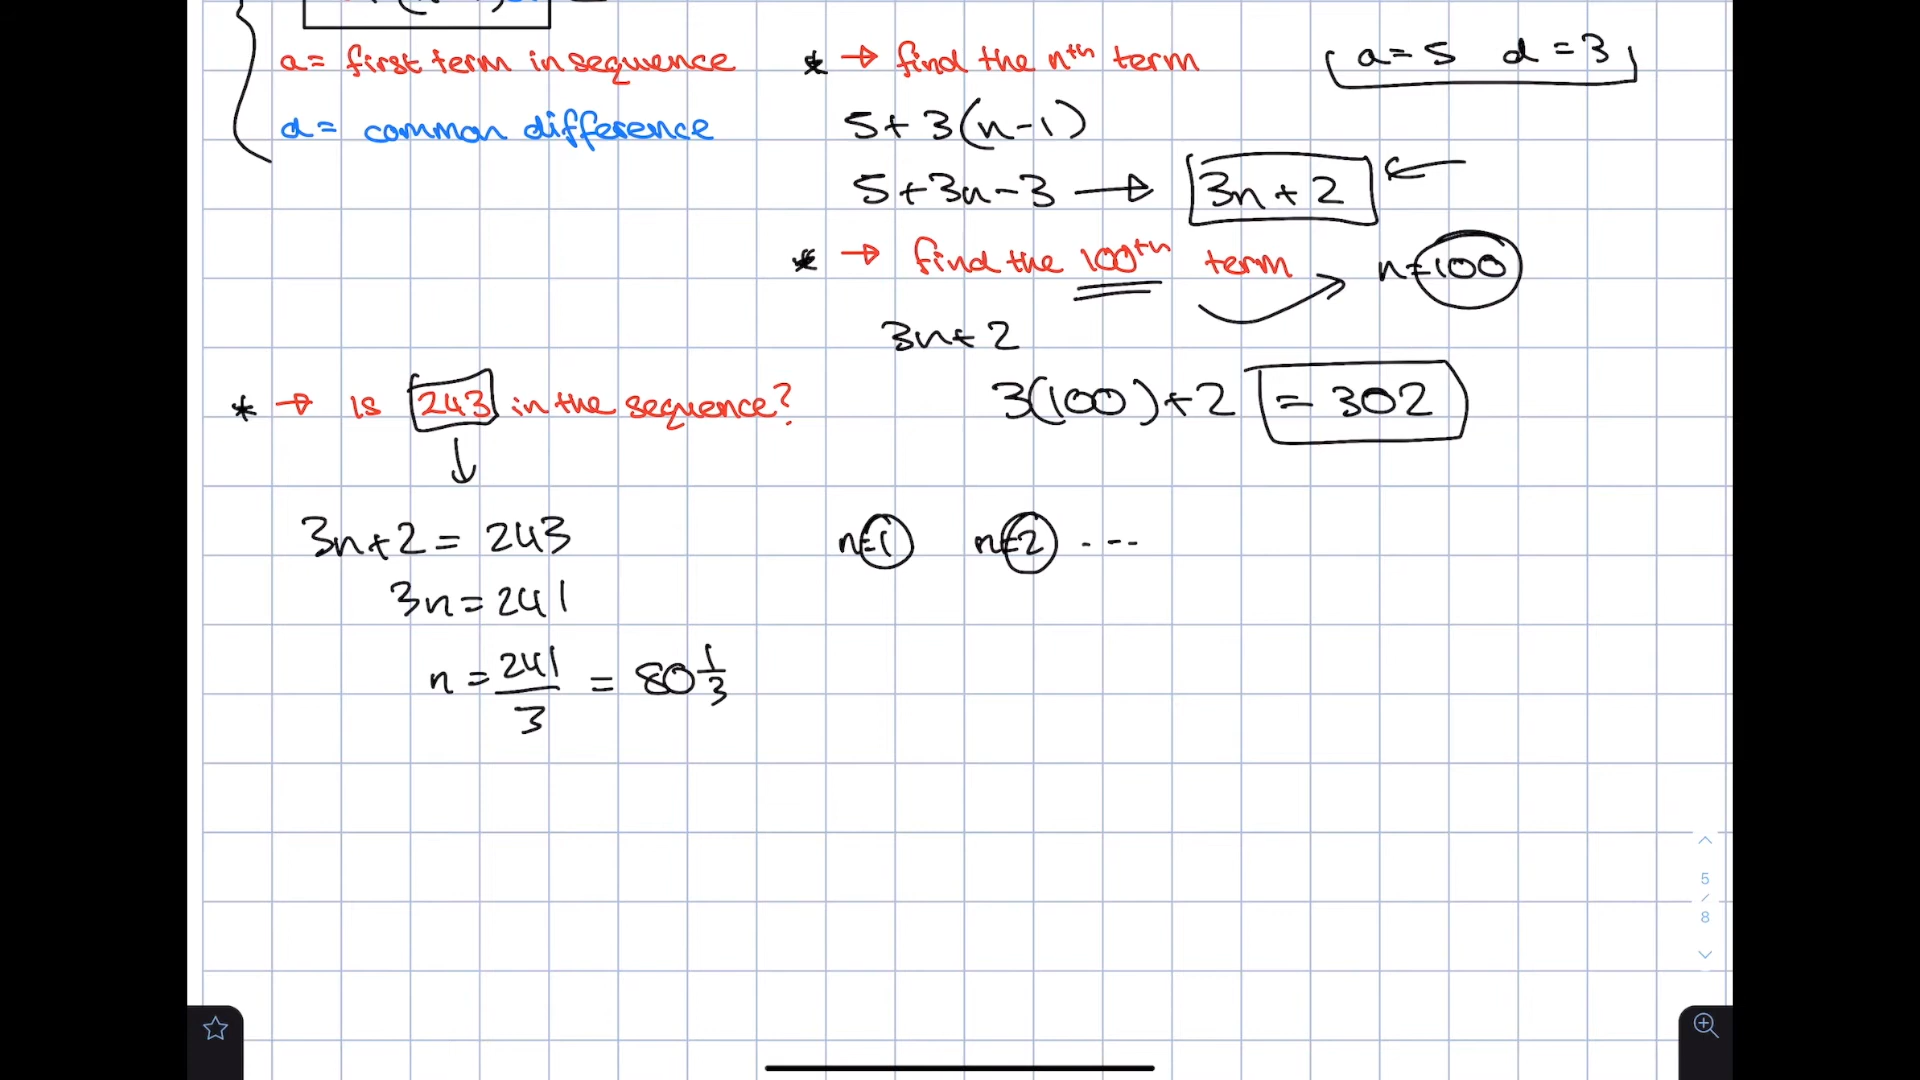 a= first term in sequence
d= common difference
* → find the nth term
a=5 d=3
5+3(n-1)
5+3n-3 → 3n+2
* → find the 100th term
n=100
3n+2
3(100)+2 = 302
* → Is 243 in the sequence?
3n+2= 243
3n=241
n=241/3 = 80 1/3
n=1 n=2 ...
5
/
8